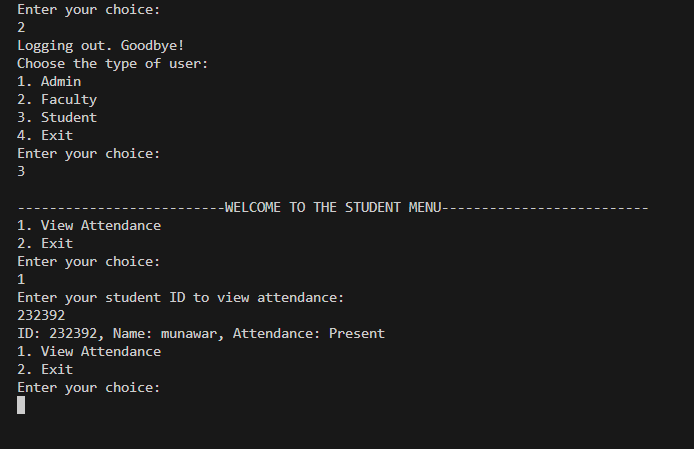 Enter your choice:
2
Logging out. Goodbye!
Choose the type of user:
1. Admin
2. Faculty
3. Student
4. Exit
Enter your choice:
3
--------------------------WELCOME TO THE STUDENT MENU--------------------------
1. View Attendance
2. Exit
Enter your choice:
1
Enter your student ID to view attendance:
232392
ID: 232392, Name: munawar, Attendance: Present
1. View Attendance
2. Exit
Enter your choice: